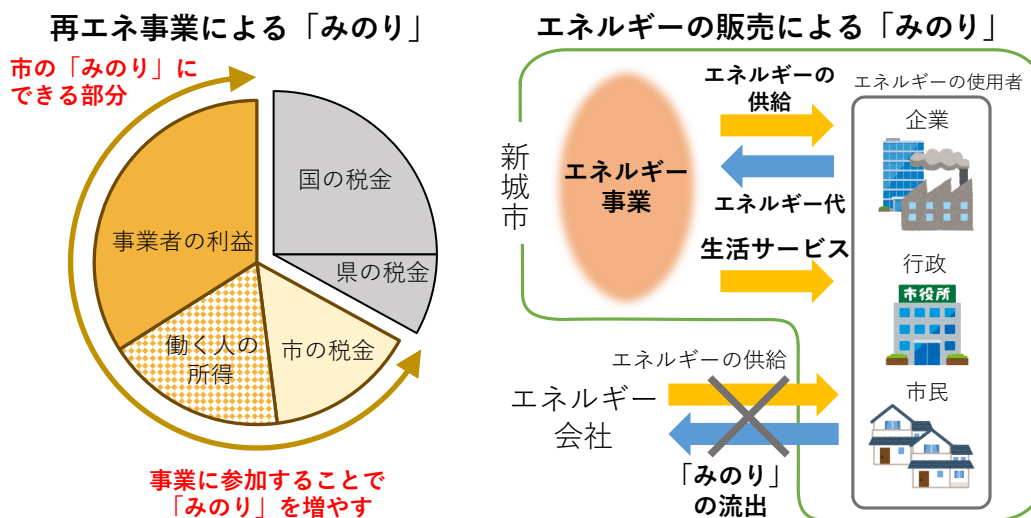 再エネ事業による「みのり」
市の「みのり」に
できる部分
国の税金
県の税金
市の税金
働く人の
所得
事業者の利益
事業に参加することで
「みのり」を増やす
エネルギーの販売による「みのり」
新城市
エネルギー
事業
エネルギーの
供給
エネルギー代
生活サービス
エネルギーの使用者
企業
行政
市役所
市民
エネルギーの供給
エネルギー
会社
「みのり」
の流出